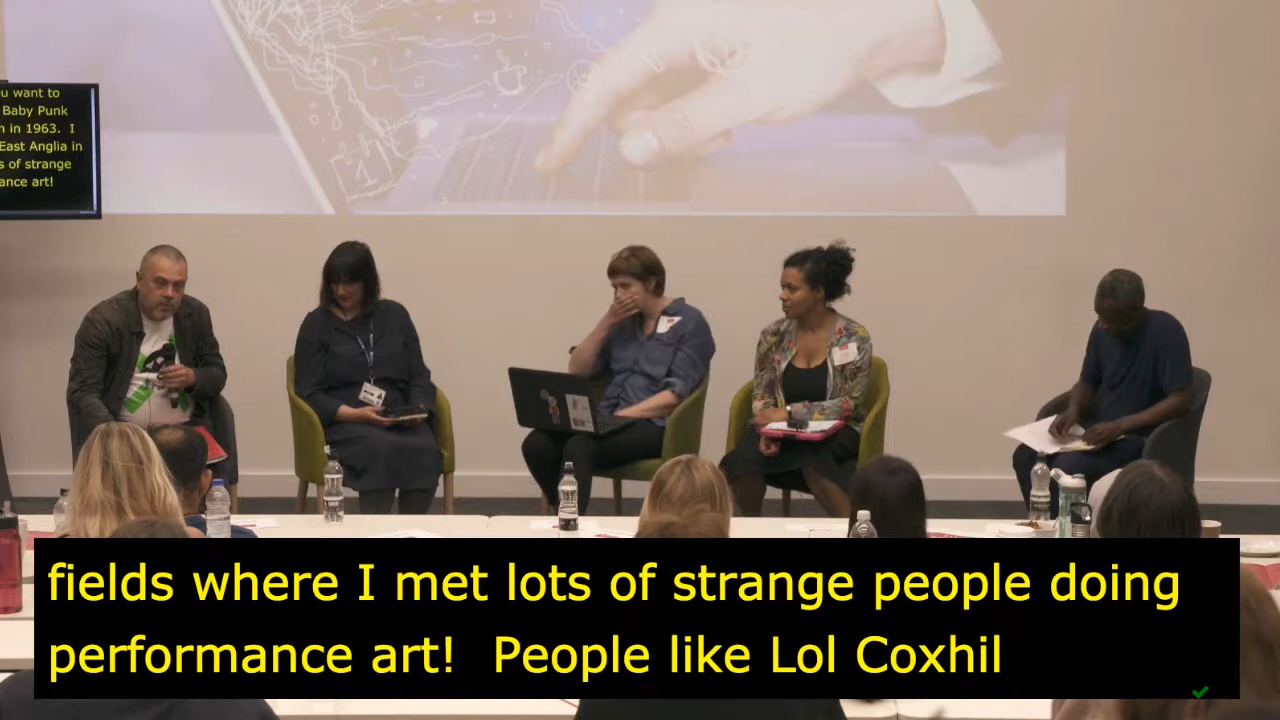 u want to
Baby Punk
in 1963.  I
East Anglia in
s of strange
ance art!
fields where I met lots of strange people doing
performance art!  People like Lol Coxhil